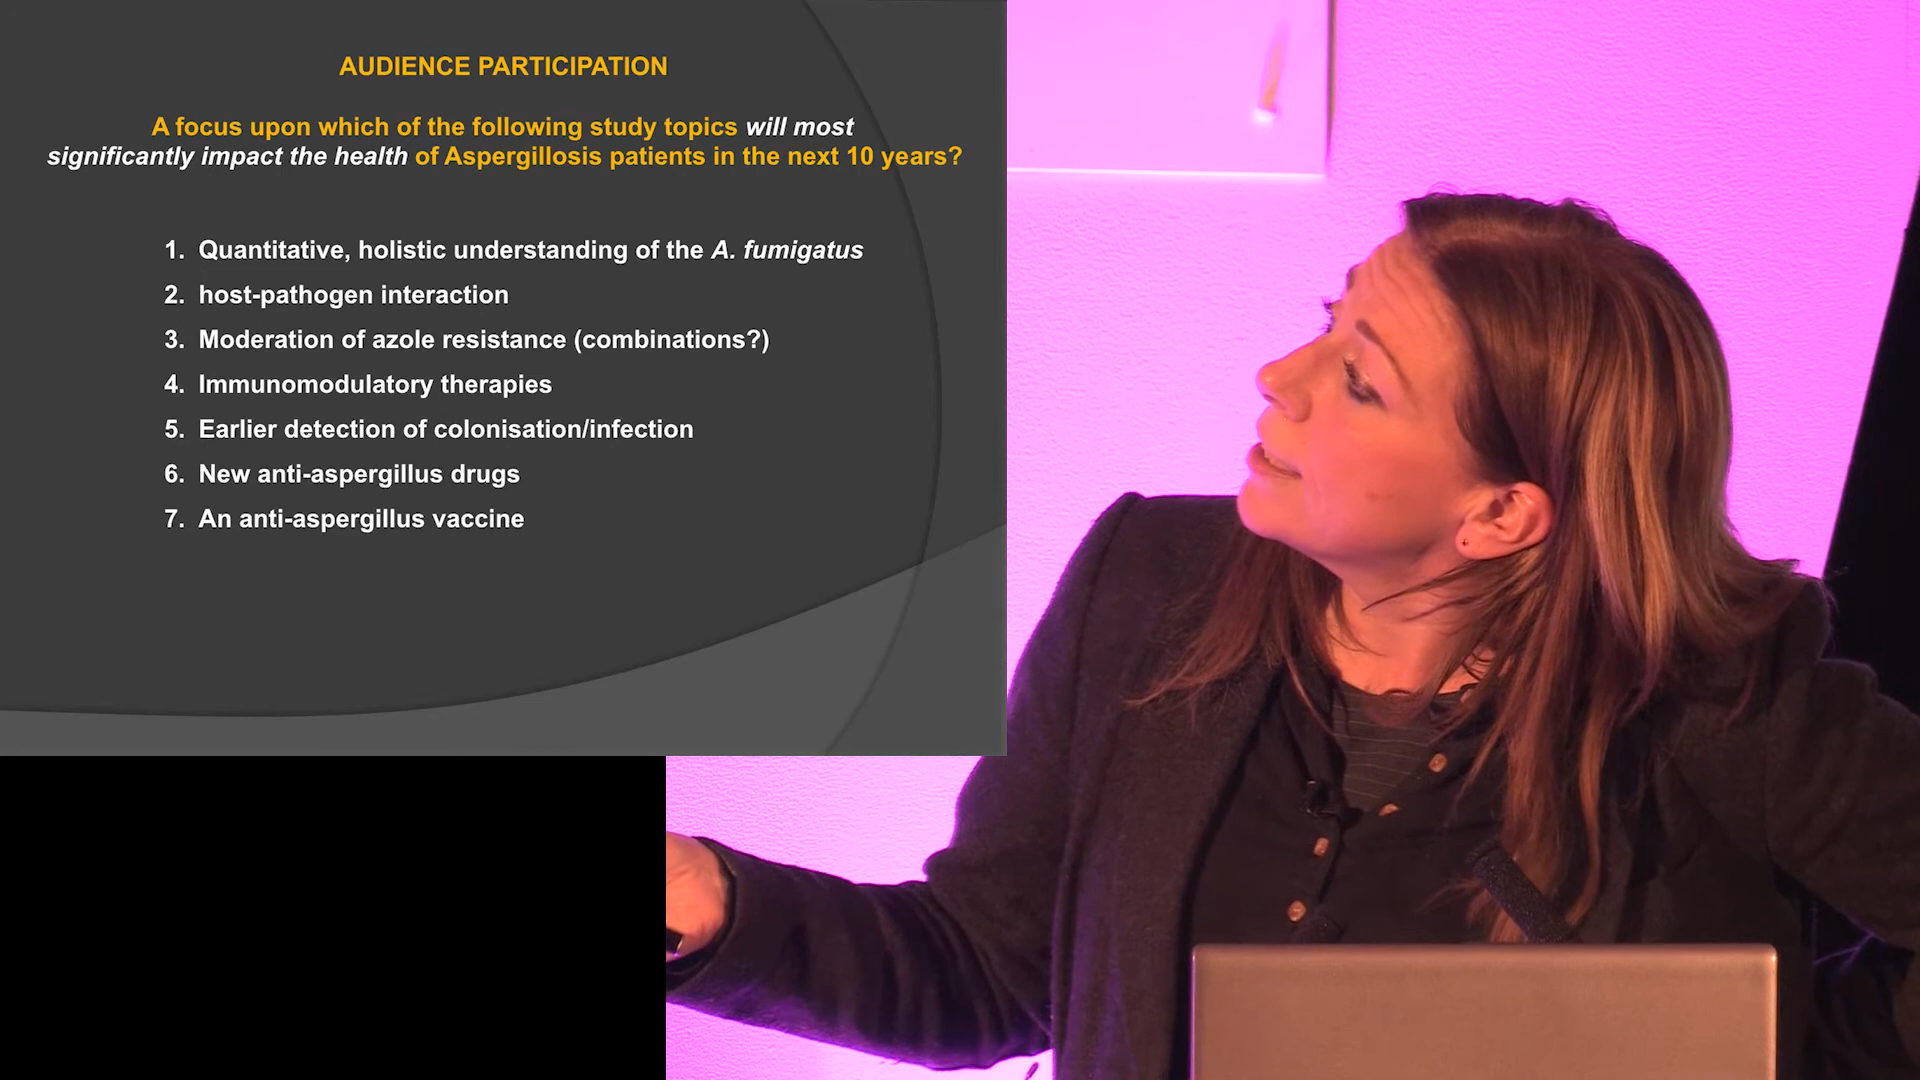 AUDIENCE PARTICIPATION
A focus upon which of the following study topics will most
significantly impact the health of Aspergillosis patients in the next 10 years?
1. Quantitative, holistic understanding of the A. fumigatus
2. host-pathogen interaction
3. Moderation of azole resistance (combinations?)
4. Immunomodulatory therapies
5. Earlier detection of colonisation/infection
6. New anti-aspergillus drugs
7. An anti-aspergillus vaccine